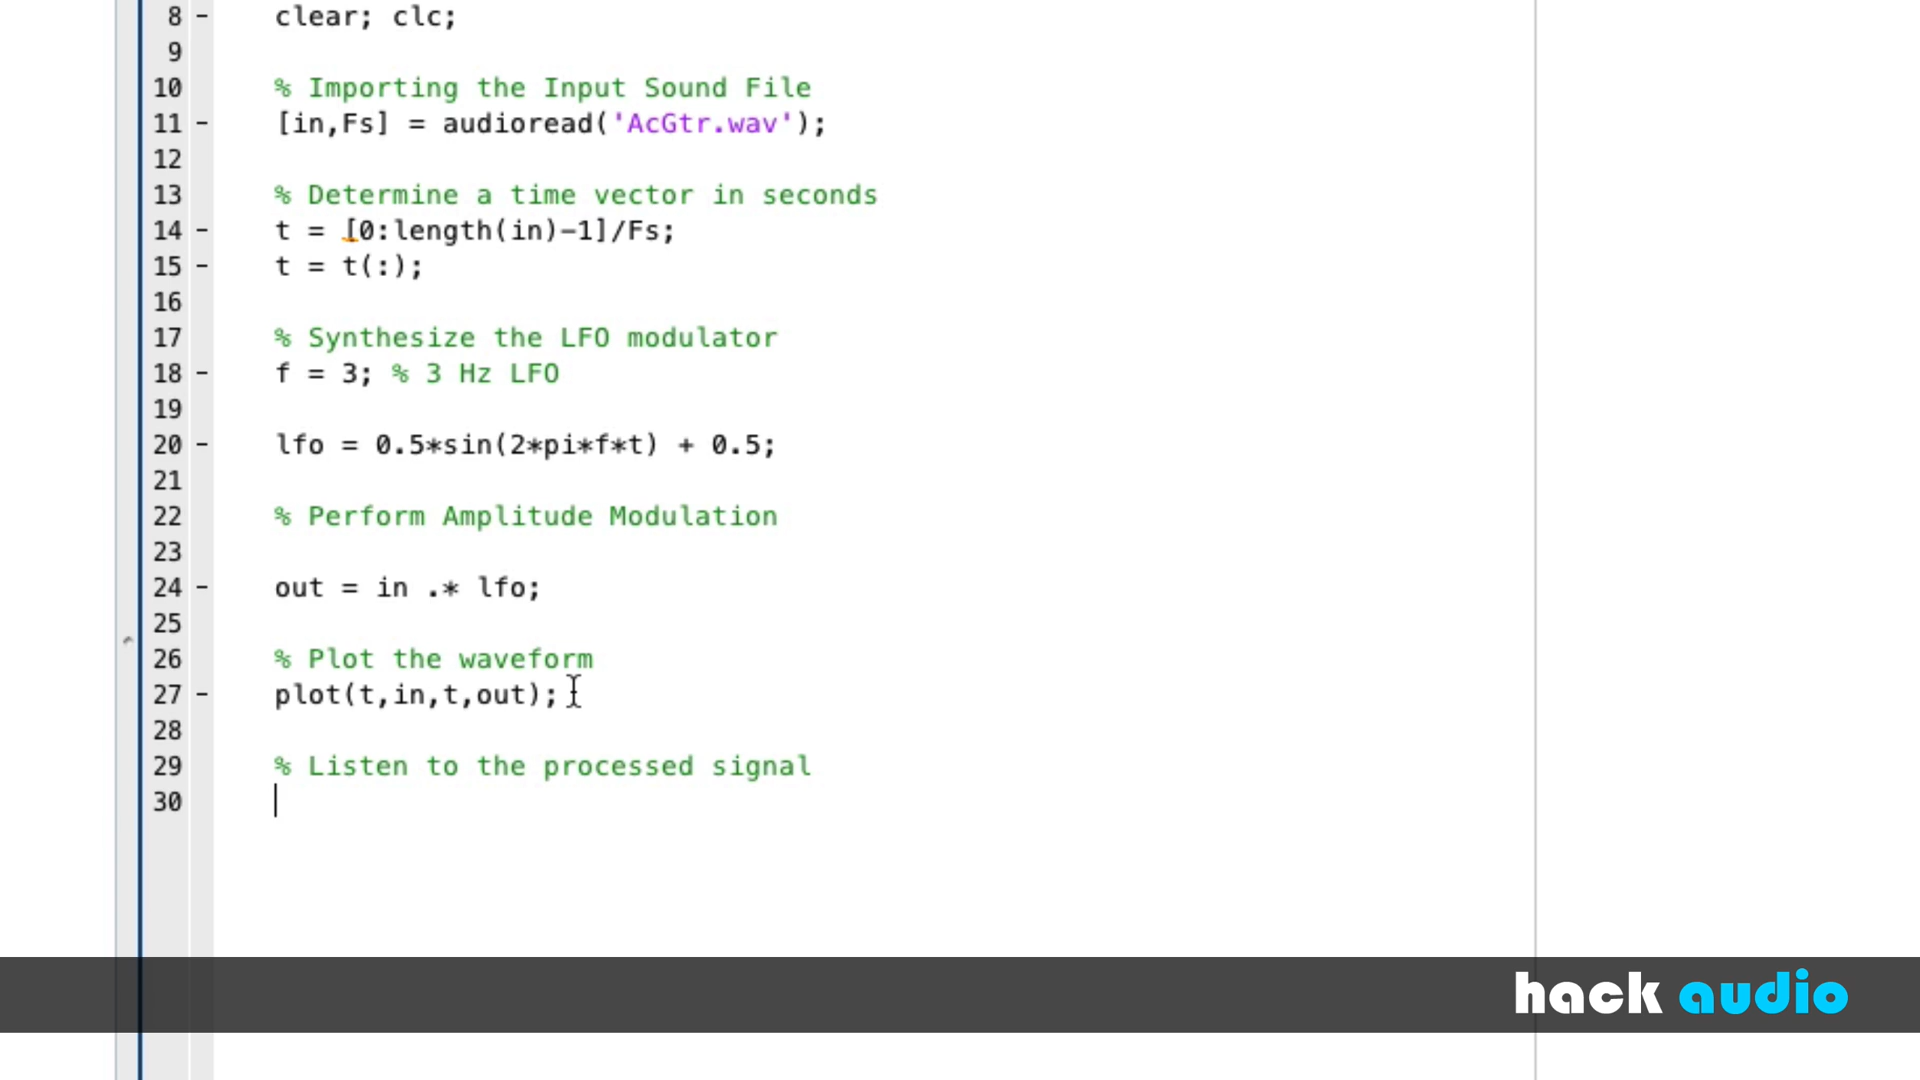 8 - clear; clc;
9
10 % Importing the Input Sound File
11 - [in,Fs] = audioread('AcGtr.wav');
12
13 % Determine a time vector in seconds
14 - t = [0:length(in)-1]/Fs;
15 - t = t(:);
16
17 % Synthesize the LFO modulator
18 - f = 3; % 3 Hz LFO
19
20 - lfo = 0.5*sin(2*pi*f*t) + 0.5;
21
22 % Perform Amplitude Modulation
23
24 - out = in .* lfo;
25
26 % Plot the waveform
27 - plot(t,in,t,out);
28
29 % Listen to the processed signal
30
hack audio